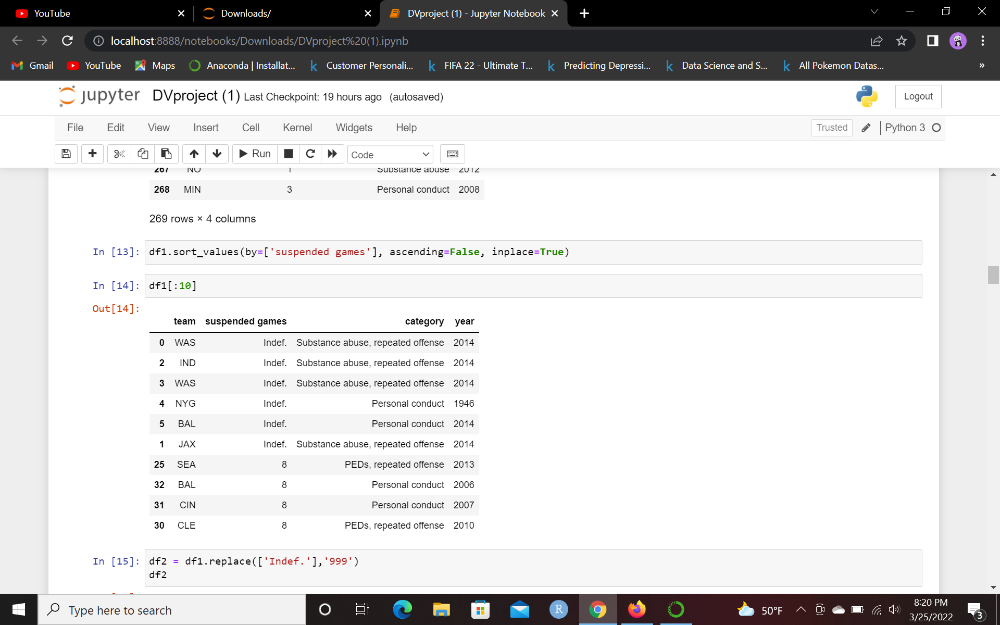 YouTube
Downloads/
DVproject (1) - Jupyter Notebook
localhost:8888/notebooks/Downloads/DVproject%20(1).ipynb
Gmail YouTube Maps Anaconda | Installat... Customer Personali... FIFA 22 - Ultimate T... Predicting Depressi... Data Science and S... All Pokemon Datas... »
jupyter DVproject (1) Last Checkpoint: 19 hours ago (autosaved) Logout
File Edit View Insert Cell Kernel Widgets Help Trusted Python 3
Run Code
267 NO 1 Substance abuse 2012
268 MIN 3 Personal conduct 2008
269 rows × 4 columns
In [13]: df1.sort_values(by=['suspended games'], ascending=False, inplace=True)
In [14]: df1[:10]
Out[14]:
team suspended games category year
0 WAS Indef. Substance abuse, repeated offense 2014
2 IND Indef. Substance abuse, repeated offense 2014
3 WAS Indef. Substance abuse, repeated offense 2014
4 NYG Indef. Personal conduct 1946
5 BAL Indef. Personal conduct 2014
1 JAX Indef. Substance abuse, repeated offense 2014
25 SEA 8 PEDs, repeated offense 2013
32 BAL 8 Personal conduct 2006
31 CIN 8 Personal conduct 2007
30 CLE 8 PEDs, repeated offense 2010
In [15]: df2 = df1.replace(['Indef.'],'999')
df2
Type here to search
R
50°F
8:20 PM
3/25/2022
3